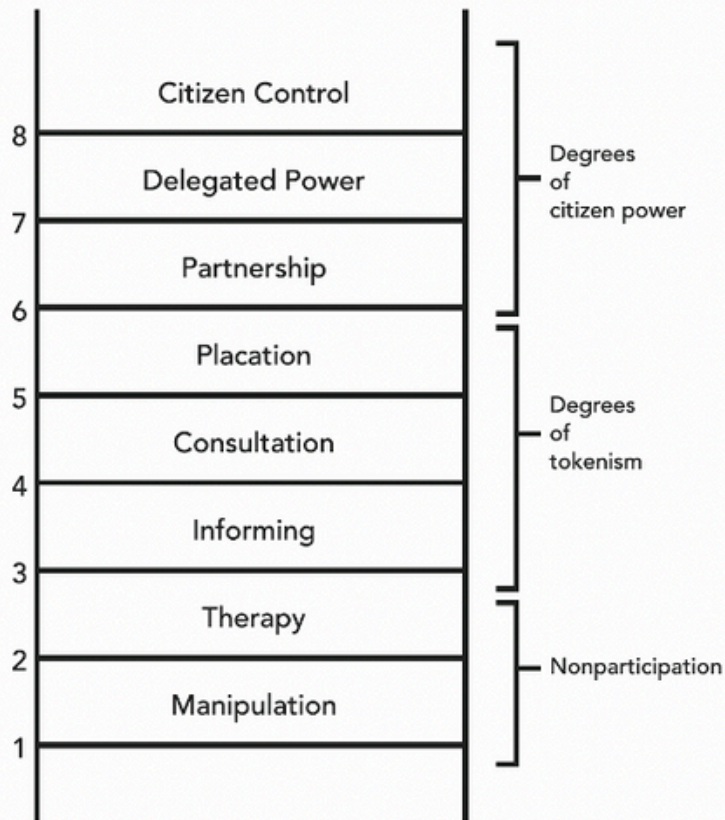 Citizen Control
8
Delegated Power
7
Partnership
6
Placation
5
Consultation
4
Informing
3
Therapy
2
Manipulation
1
Degrees
of
citizen power
Degrees
of
tokenism
Nonparticipation